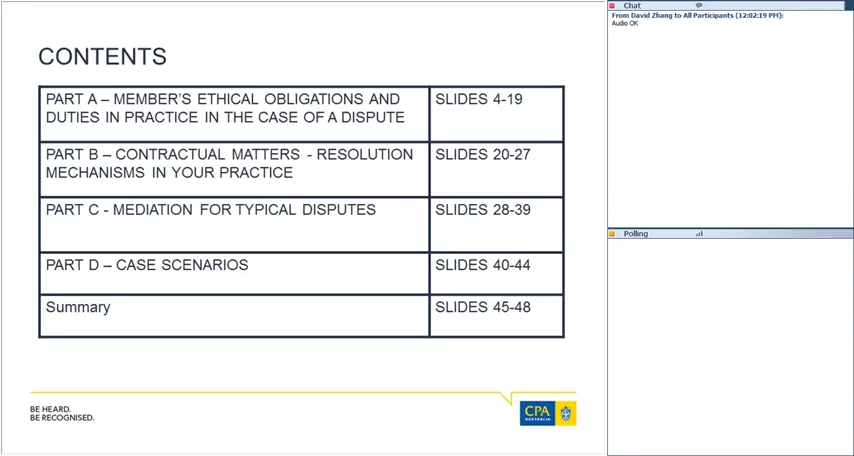 CONTENTS
PART A – MEMBER'S ETHICAL OBLIGATIONS AND
DUTIES IN PRACTICE IN THE CASE OF A DISPUTE
SLIDES 4-19
PART B – CONTRACTUAL MATTERS - RESOLUTION
MECHANISMS IN YOUR PRACTICE
SLIDES 20-27
PART C - MEDIATION FOR TYPICAL DISPUTES
SLIDES 28-39
PART D – CASE SCENARIOS
SLIDES 40-44
Summary
SLIDES 45-48
BE HEARD.
BE RECOGNISED.
CPA
AUSTRALIA
Chat
From David Zhang to All Participants (12:02:19 PM):
Audio OK
Polling